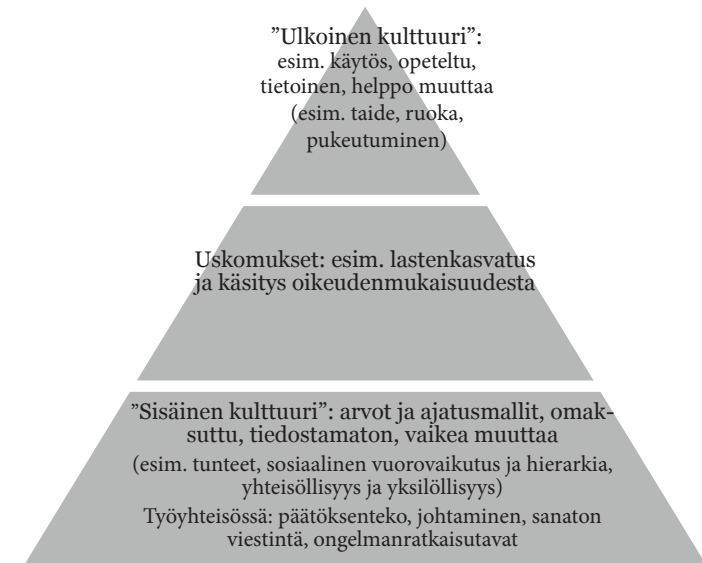 ”Ulkoinen kulttuuri”:
esim. käytös, opeteltu,
tietoinen, helppo muuttaa
(esim. taide, ruoka,
pukeutuminen)
Uskomukset: esim. lastenkasvatus
ja käsitys oikeudenmukaisuudesta
”Sisäinen kulttuuri”: arvot ja ajatusmallit, omak-
suttu, tiedostamaton, vaikea muuttaa
(esim. tunteet, sosiaalinen vuorovaikutus ja hierarkia,
yhteisöllisyys ja yksilöllisyys)
Työyhteisössä: päätöksenteko, johtaminen, sanaton
viestintä, ongelmanratkaisutavat